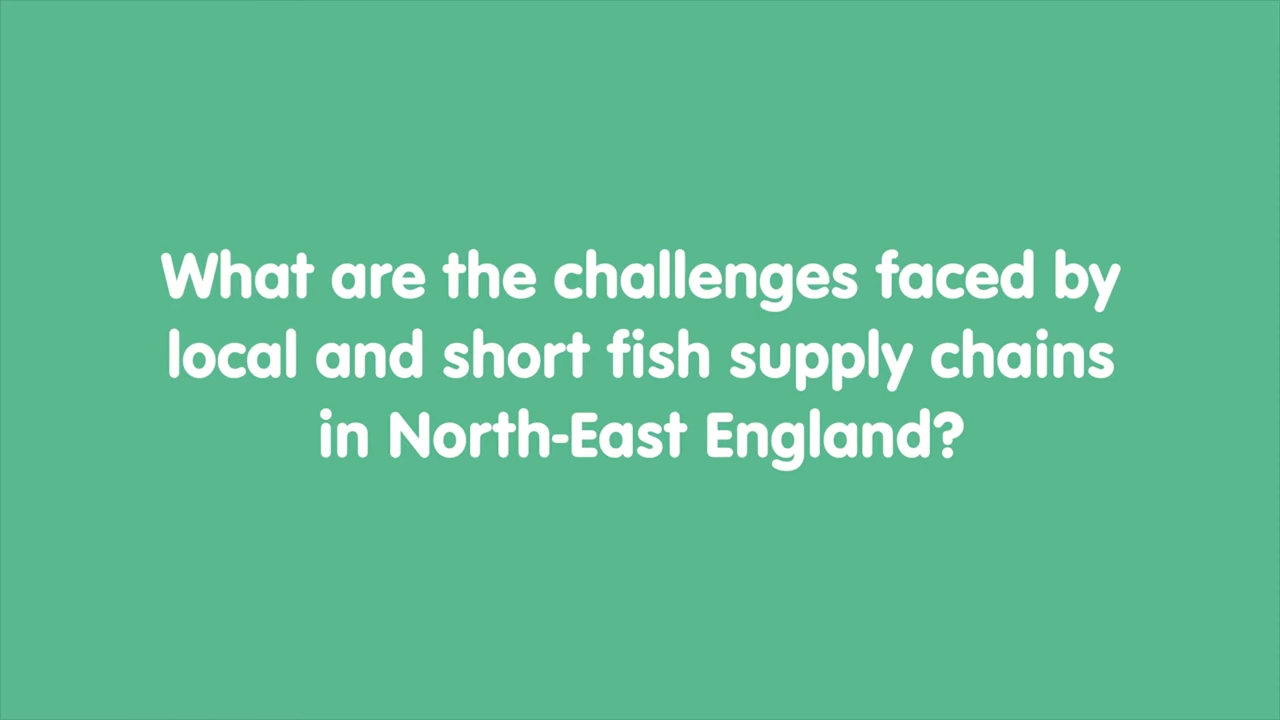 What are the challenges faced by
local and short fish supply chains
in North-East England?